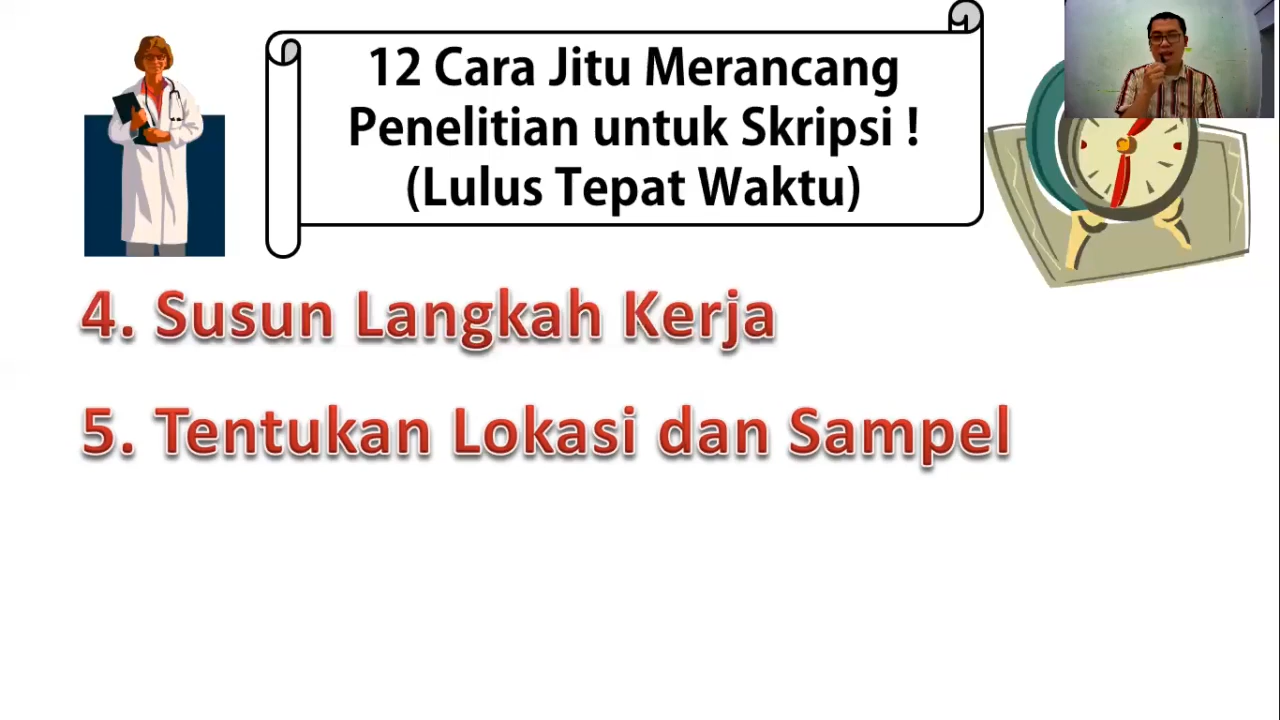 12 Cara Jitu Merancang
Penelitian untuk Skripsi !
(Lulus Tepat Waktu)
4. Susun Langkah Kerja
5. Tentukan Lokasi dan Sampel